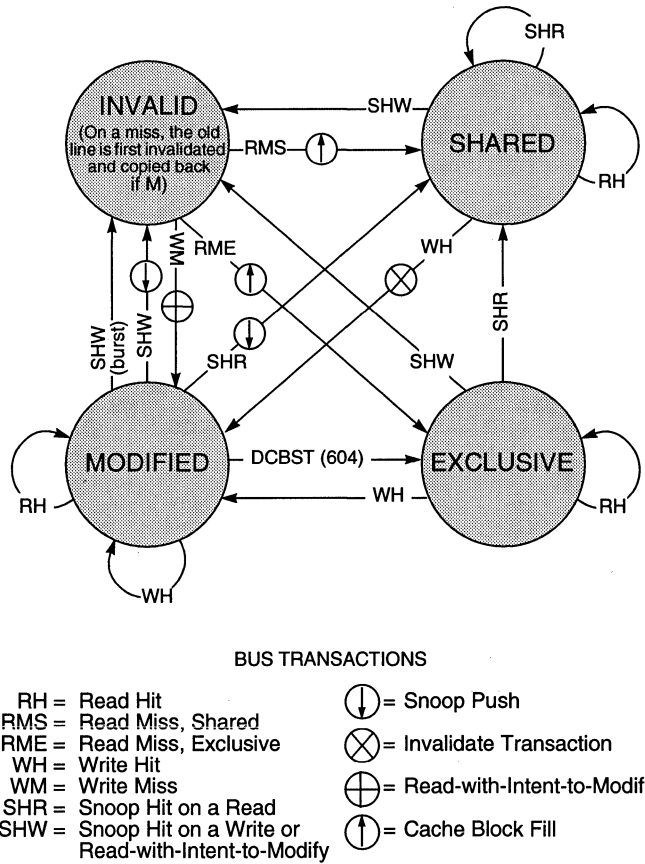 SHR
INVALID
(On a miss, the old
line is first invalidated
and copied back
if M)
SHW
RMS
SHARED
RH
WM
RME
WH
SHW
(burst)
SHW
SHR
SHW
SHR
MODIFIED
DCBST (604)
EXCLUSIVE
RH
WH
RH
WH
BUS TRANSACTIONS
RH = Read Hit
RMS = Read Miss, Shared
RME = Read Miss, Exclusive
WH = Write Hit
WM = Write Miss
SHR = Snoop Hit on a Read
SHW = Snoop Hit on a Write or
Read-with-Intent-to-Modify
= Snoop Push
= Invalidate Transaction
= Read-with-Intent-to-Modif
= Cache Block Fill